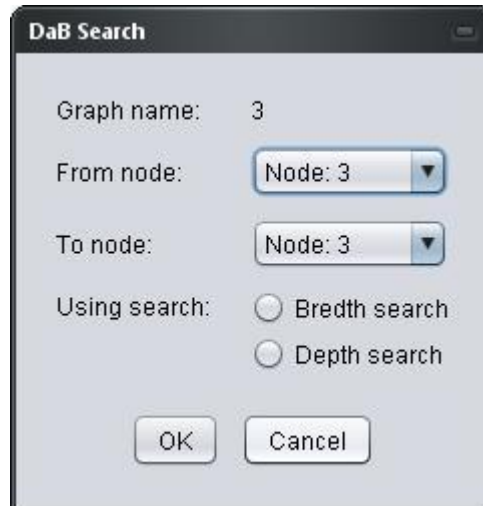 DaB Search
Graph name: 3
From node: Node: 3
To node: Node: 3
Using search: Bredth search
Depth search
OK Cancel